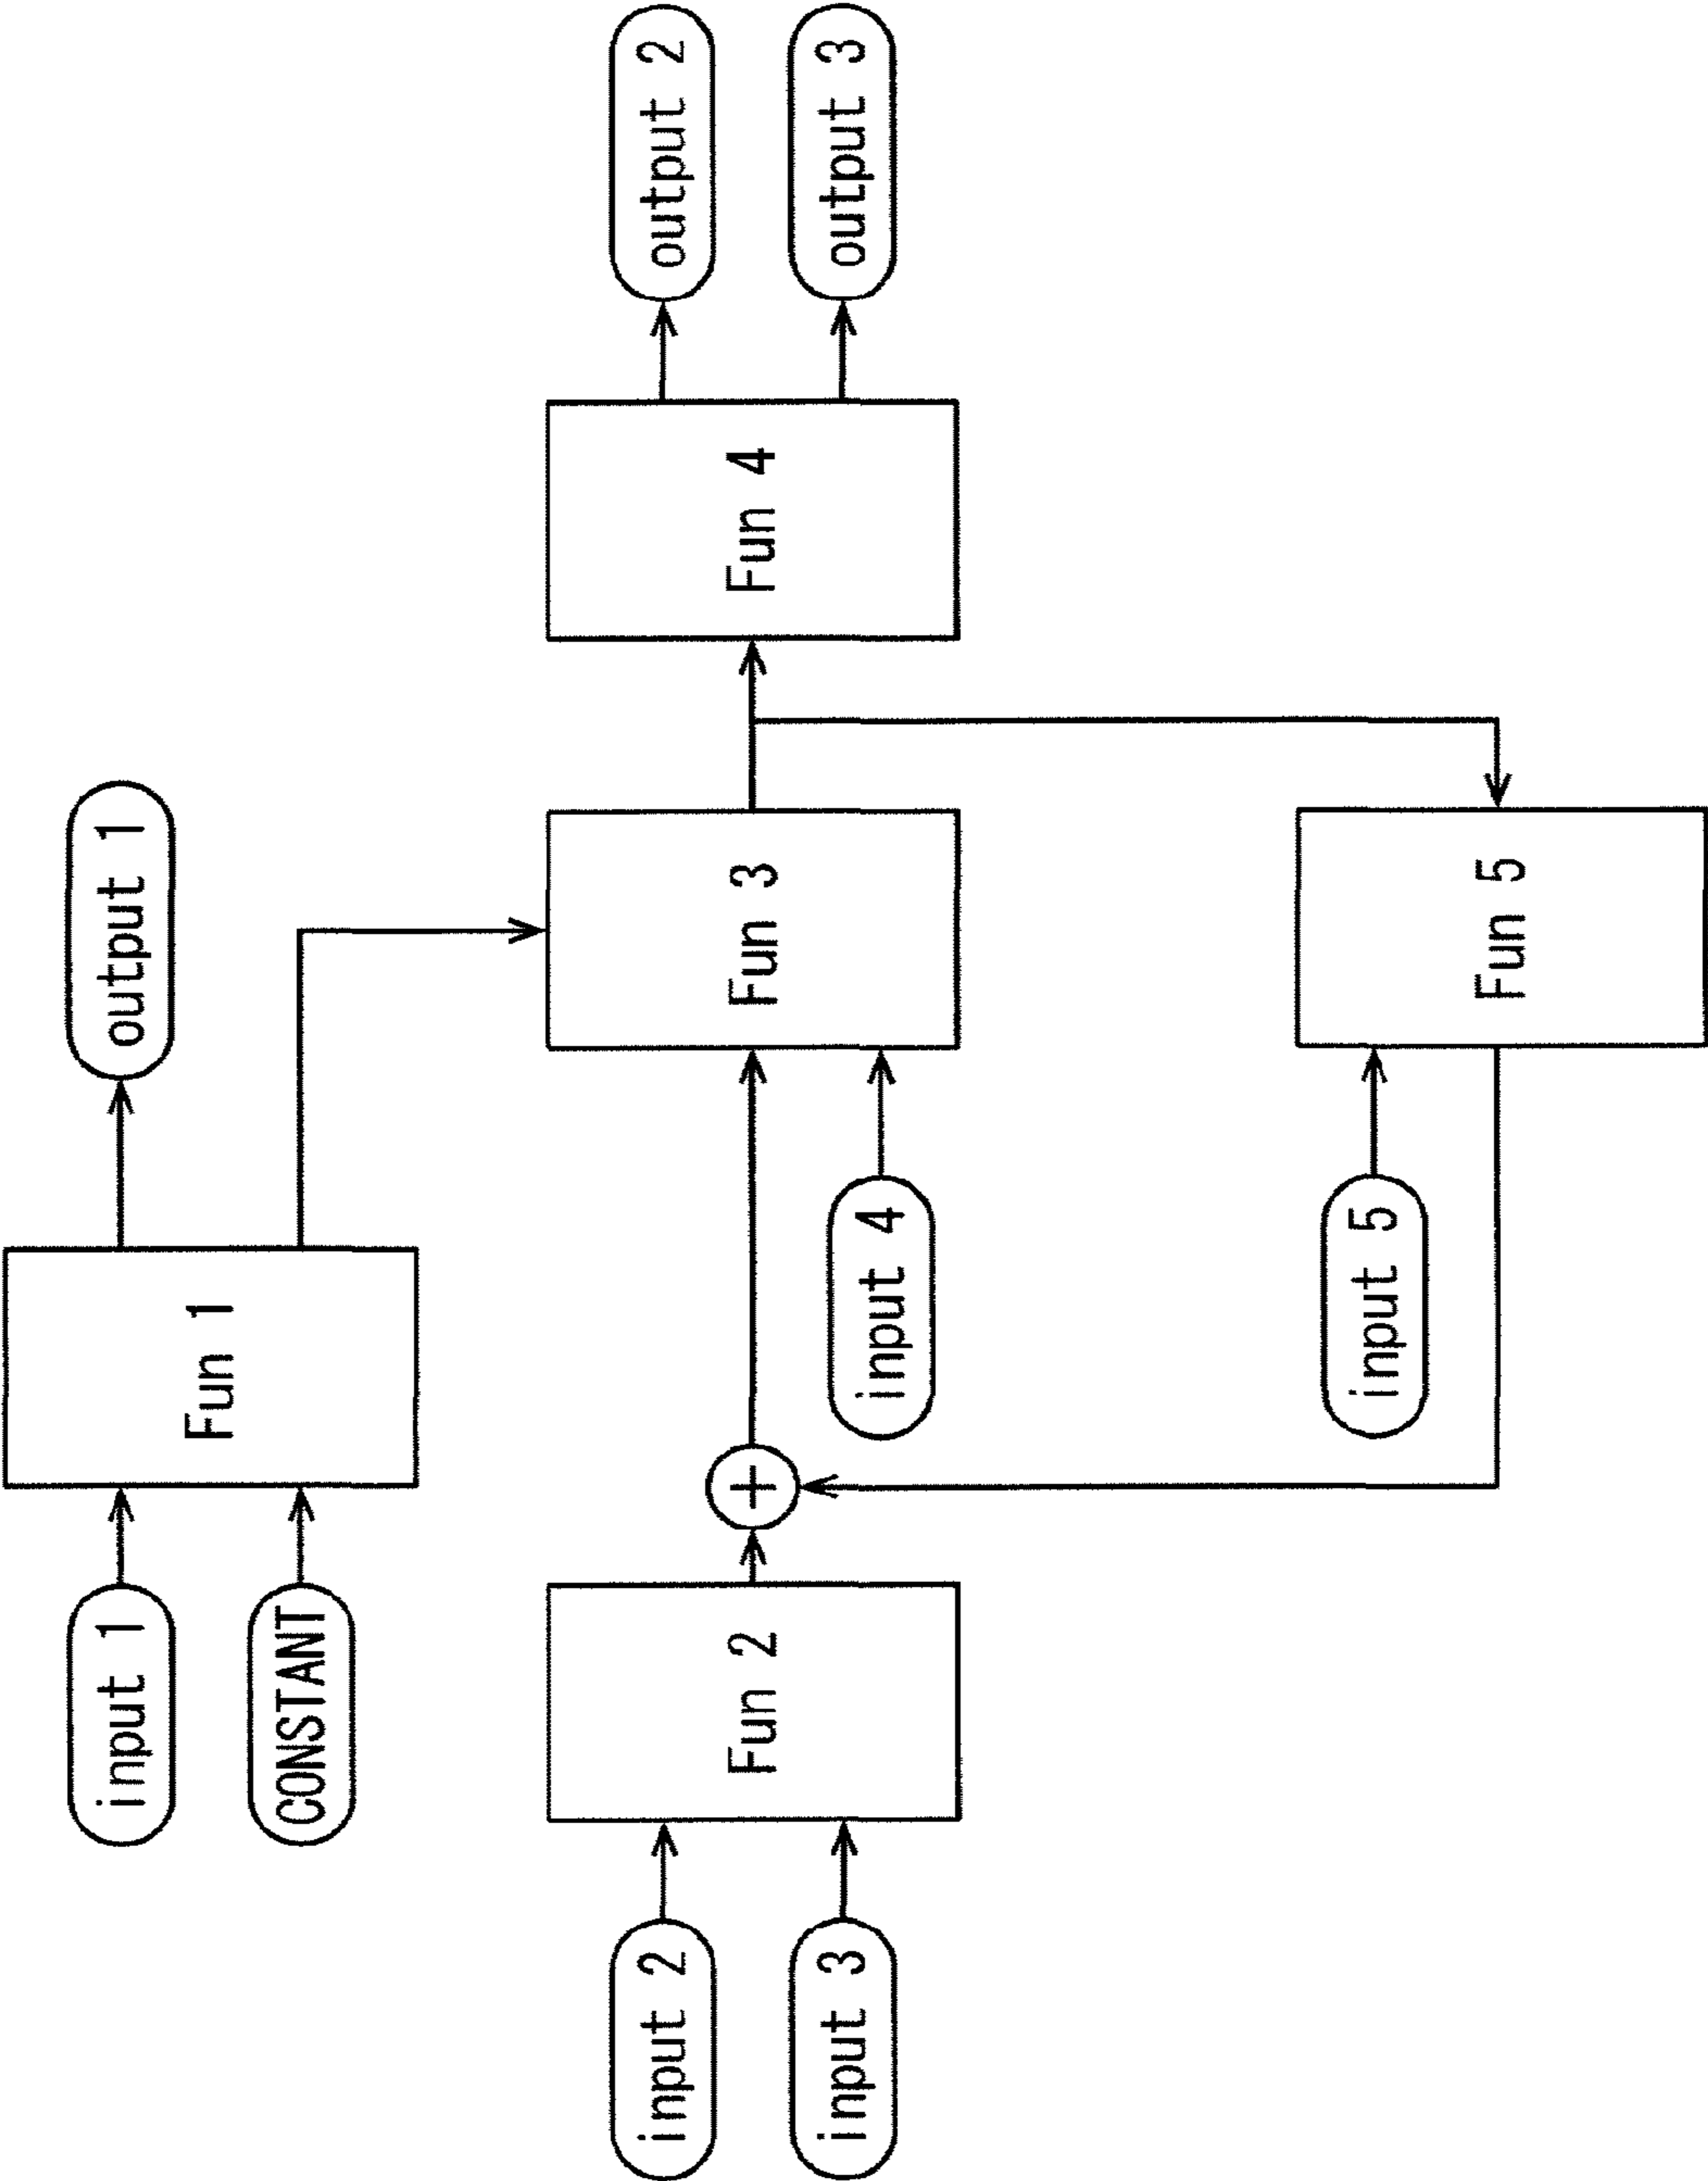 input 1
CONSTANT
Fun 1
output 1
input 2
input 3
Fun 2
+
input 4
Fun 3
Fun 4
output 2
output 3
input 5
Fun 5